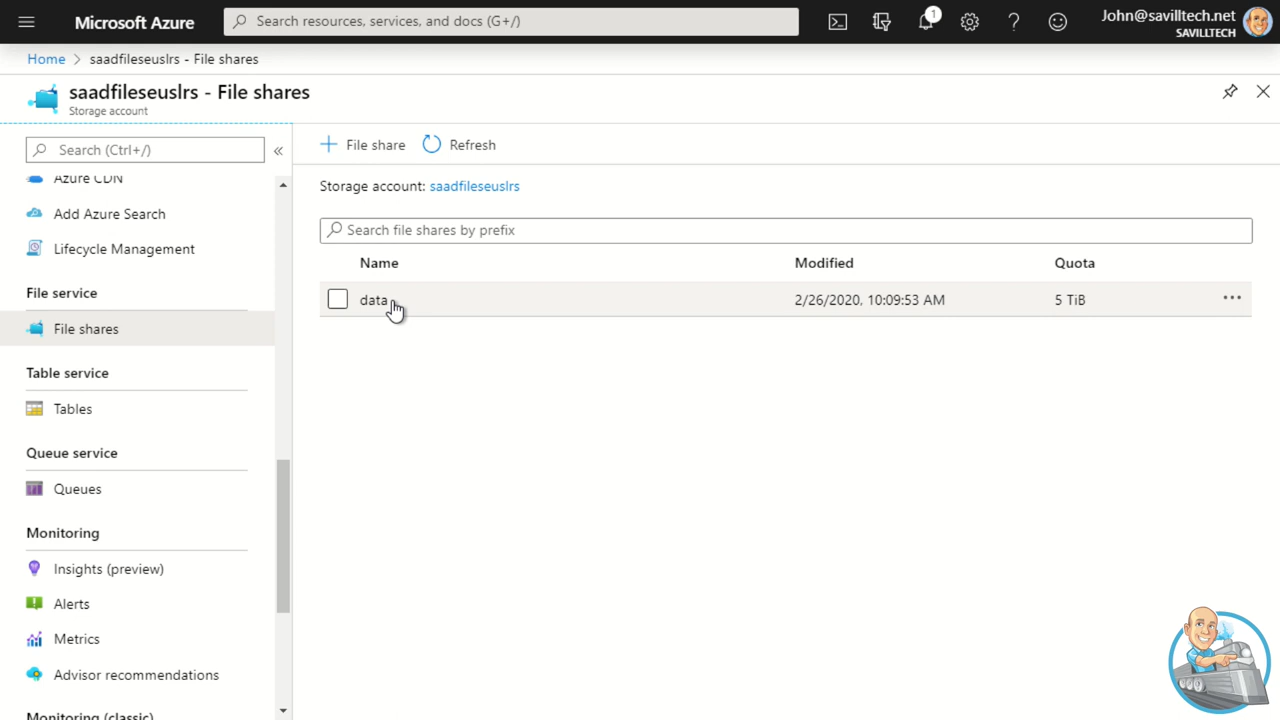 Microsoft Azure
Search resources, services, and docs (G+/)
1
John@savilltech.net
SAVILLTECH
Home > saadfileseuslrs - File shares
saadfileseuslrs - File shares
Storage account
Search (Ctrl+/)
«
Azure CDN
Add Azure Search
Lifecycle Management
File service
File shares
Table service
Tables
Queue service
Queues
Monitoring
Insights (preview)
Alerts
Metrics
Advisor recommendations
Monitoring (classic)
File share
Refresh
Storage account: saadfileseuslrs
Search file shares by prefix
Name Modified Quota
data 2/26/2020, 10:09:53 AM 5 TiB